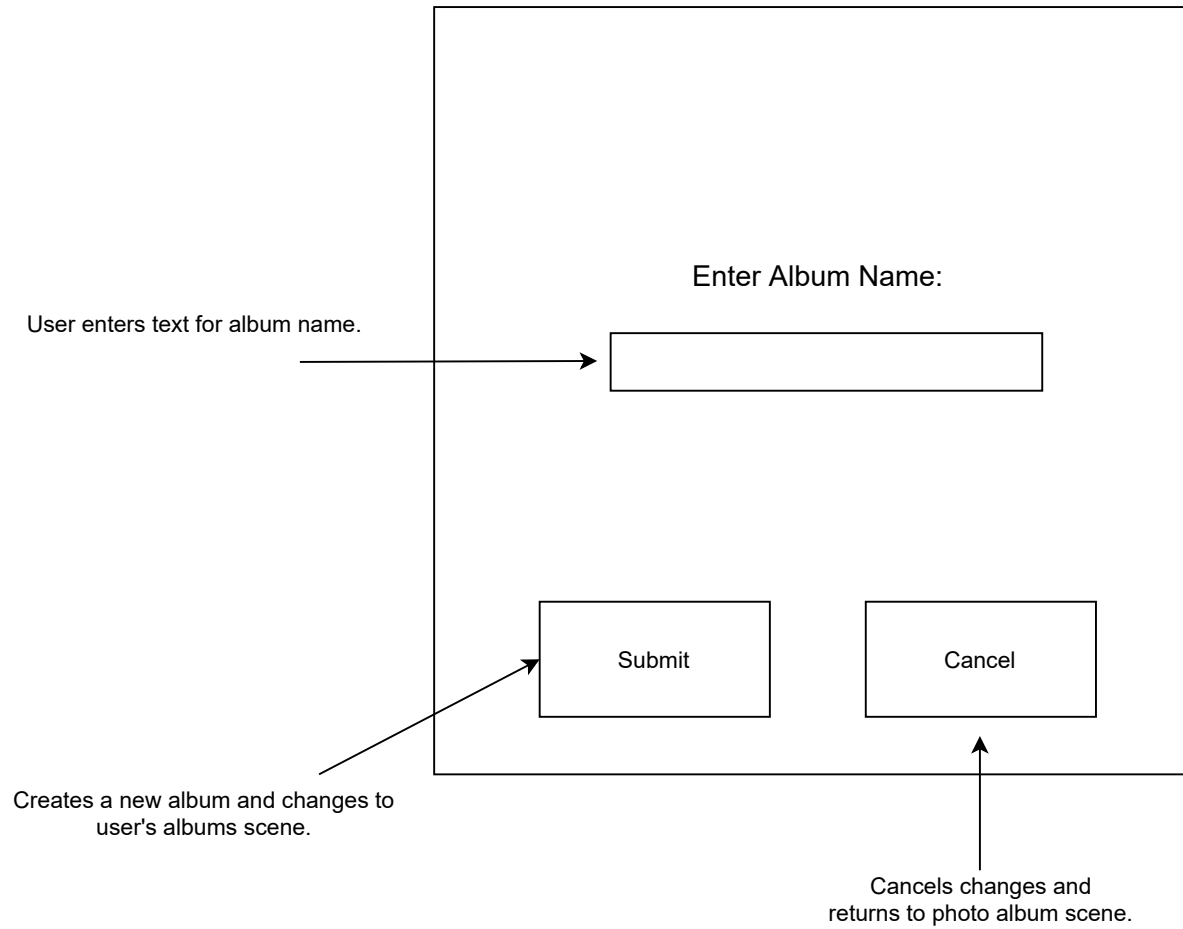 Enter Album Name:
User enters text for album name.
Submit
Cancel
Creates a new album and changes to
user's albums scene.
Cancels changes and
returns to photo album scene.